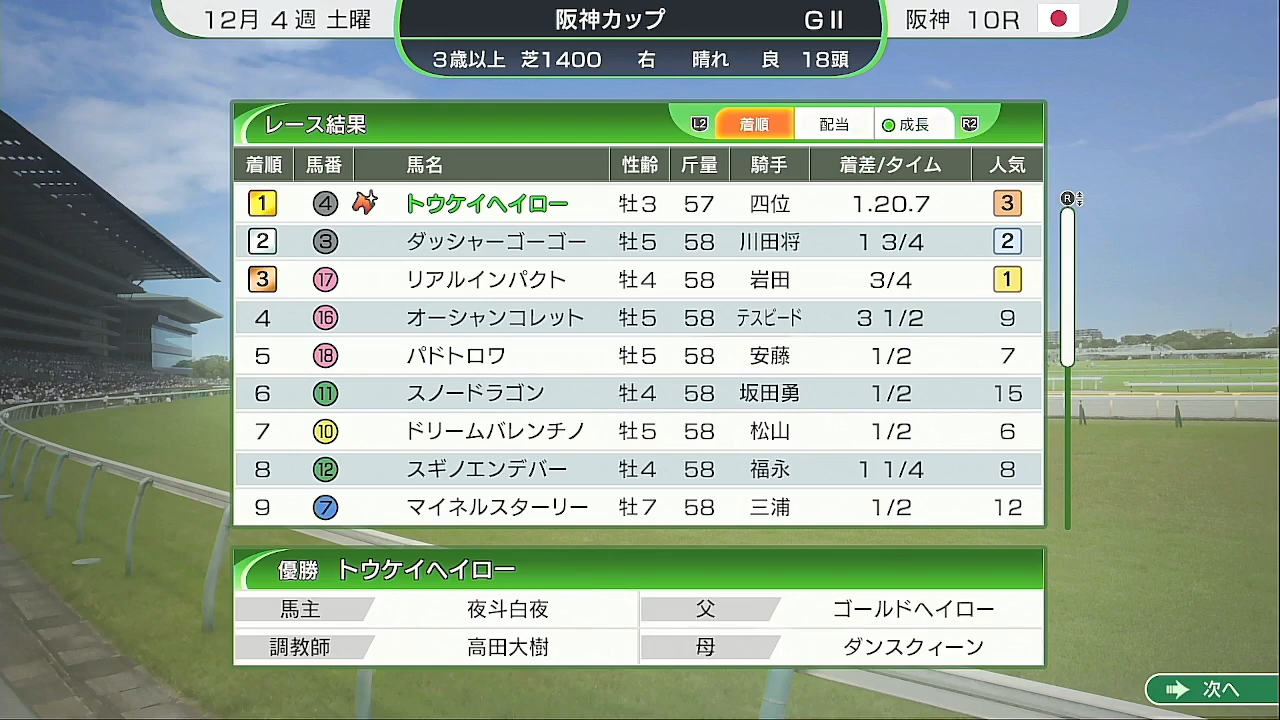 12月 4週 土曜 阪神カップ GⅡ 阪神 10R
3歳以上 芝1400 右 晴れ 良 18頭
レース結果 L2 着順 配当 成長 R2
着順 馬番 馬名 性齢 斤量 騎手 着差/タイム 人気
1 4 トウケイヘイロー 牡3 57 四位 1.20.7 3
2 3 ダッシャーゴーゴー 牡5 58 川田将 1 3/4 2
3 17 リアルインパクト 牡4 58 岩田 3/4 1
4 16 オーシャンコレット 牡5 58 テスピード 3 1/2 9
5 18 パドトロワ 牡5 58 安藤 1/2 7
6 11 スノードラゴン 牡4 58 坂田勇 1/2 15
7 10 ドリームバレンチノ 牡5 58 松山 1/2 6
8 12 スギノエンデバー 牡4 58 福永 1 1/4 8
9 7 マイネルスターリー 牡7 58 三浦 1/2 12
R
優勝 トウケイヘイロー
馬主 夜斗白夜 父 ゴールドヘイロー
調教師 高田大樹 母 ダンスクィーン
次へ